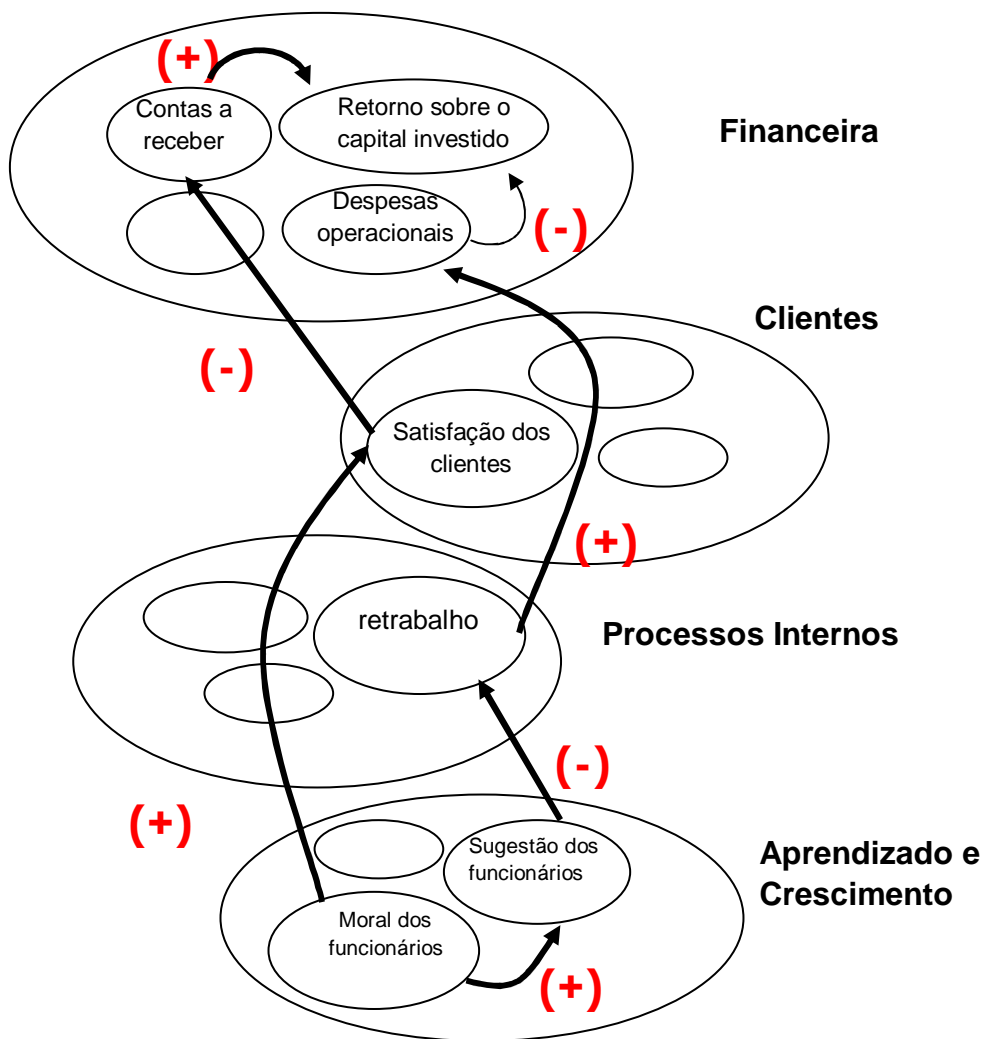 (+)
Contas a
receber
Retorno sobre o
capital investido
Financeira
Despesas
operacionais
(-)
Clientes
(-)
Satisfação dos
clientes
(+)
retrabalho
Processos Internos
(-)
(+)
Sugestão dos
funcionários
Aprendizado e
Crescimento
Moral dos
funcionários
(+)